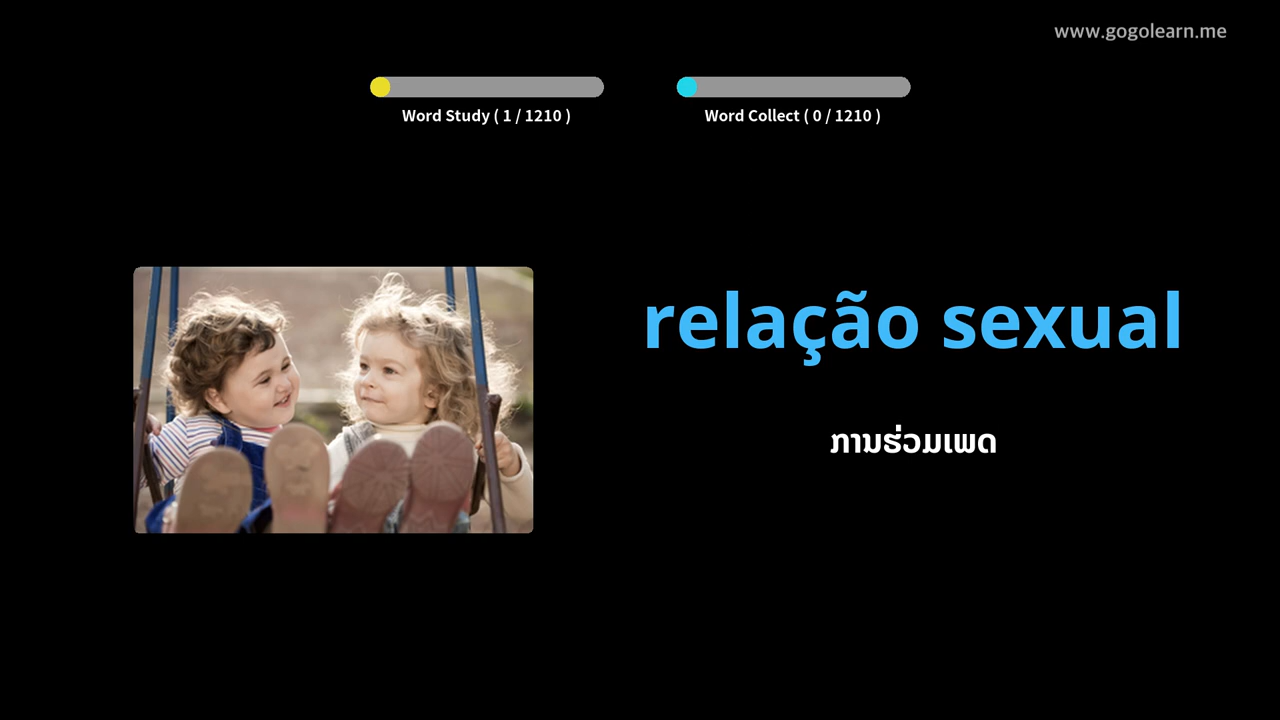 www.gogolearn.me
Word Study ( 1 / 1210 )
Word Collect ( 0 / 1210 )
relação sexual
ການຮ່ວມເພດ